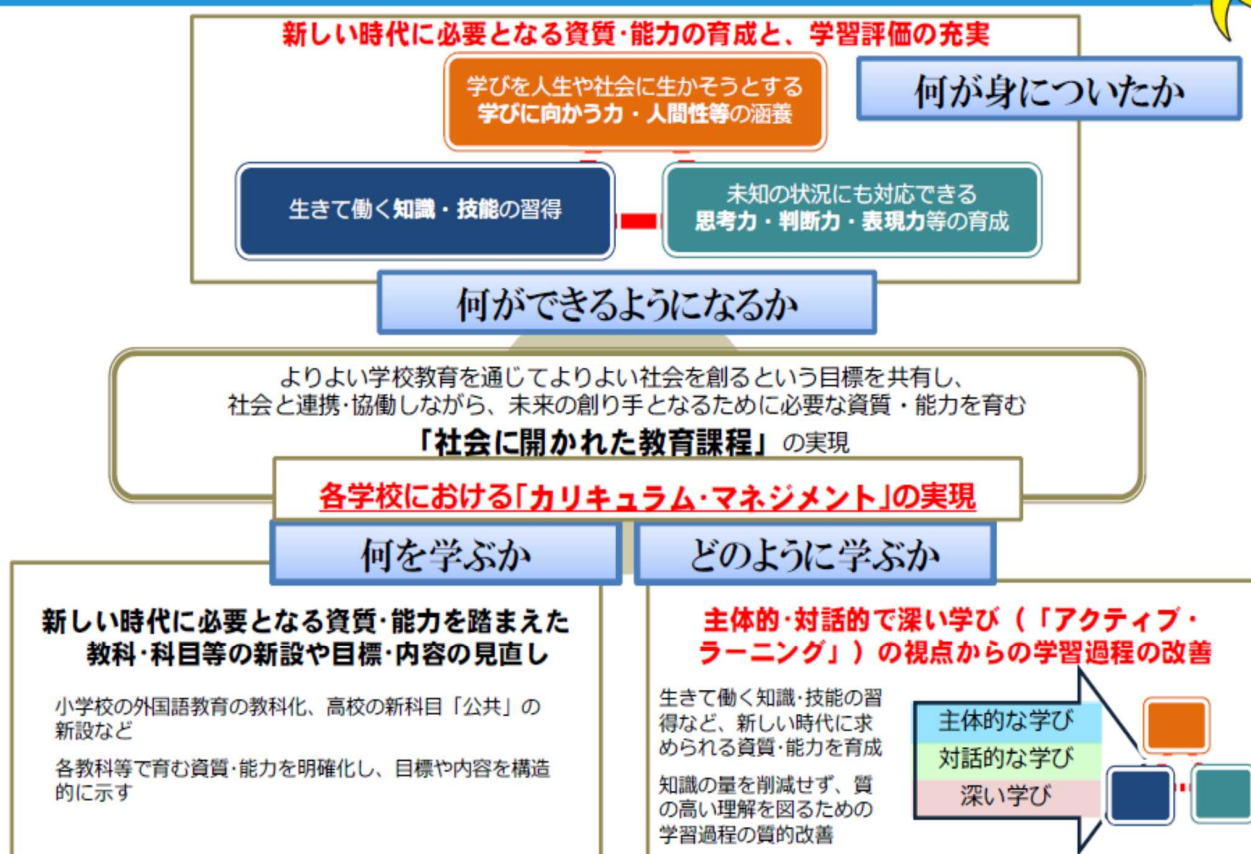 新しい時代に必要となる資質･能力の育成と、学習評価の充実
学びを人生や社会に生かそうとする
学びに向かう力・人間性等の涵養
何が身についたか
生きて働く知識・技能の習得
未知の状況にも対応できる
思考力・判断力・表現力等の育成
何ができるようになるか
よりよい学校教育を通じてよりよい社会を創るという目標を共有し、
社会と連携･協働しながら、未来の創り手となるために必要な資質・能力を育む
「社会に開かれた教育課程」の実現
各学校における｢カリキュラム･マネジメント｣の実現
何を学ぶか
新しい時代に必要となる資質･能力を踏まえた
教科･科目等の新設や目標･内容の見直し
小学校の外国語教育の教科化、高校の新科目「公共」の
新設など
各教科等で育む資質･能力を明確化し、目標や内容を構造
的に示す
どのように学ぶか
主体的･対話的で深い学び（「アクティブ・
ラーニング」）の視点からの学習過程の改善
生きて働く知識･技能の習
得など、新しい時代に求
められる資質･能力を育成
知識の量を削減せず、質
の高い理解を図るための
学習過程の質的改善
主体的な学び
対話的な学び
深い学び